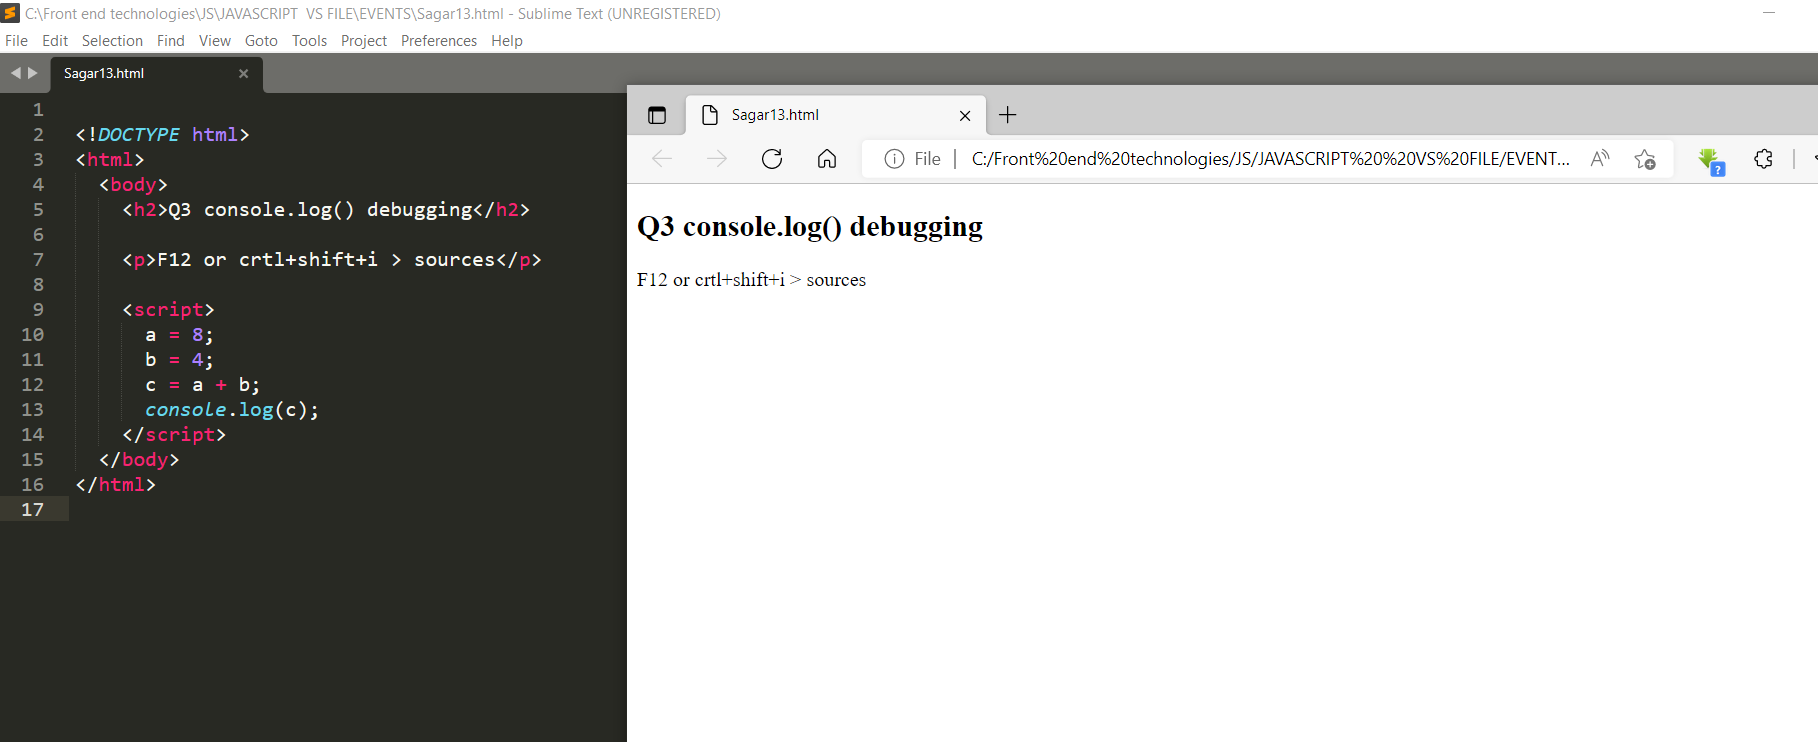 C:\Front end technologies\JS\JAVASCRIPT  VS FILE\EVENTS\Sagar13.html - Sublime Text (UNREGISTERED)
File Edit Selection Find View Goto Tools Project Preferences Help
Sagar13.html
1
2 <!DOCTYPE html>
3 <html>
4 <body>
5 <h2>Q3 console.log() debugging</h2>
6
7 <p>F12 or crtl+shift+i > sources</p>
8
9 <script>
10 a = 8;
11 b = 4;
12 c = a + b;
13 console.log(c);
14 </script>
15 </body>
16 </html>
17
Sagar13.html
File C:/Front%20end%20technologies/JS/JAVASCRIPT%20%20VS%20FILE/EVENT...
Q3 console.log() debugging
F12 or crtl+shift+i > sources